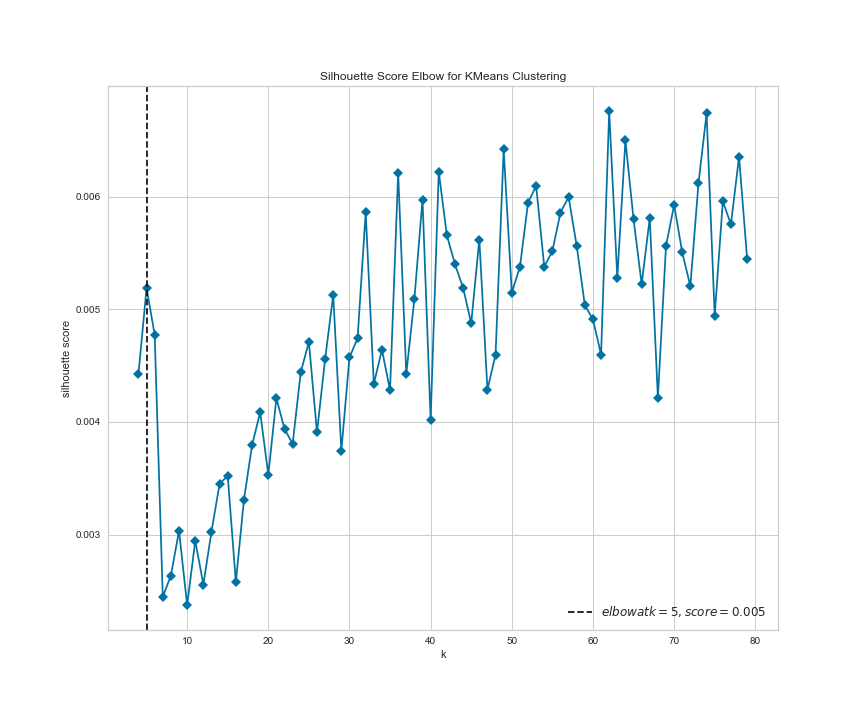 Silhouette Score Elbow for KMeans Clustering
silhouette score
0.006
0.005
0.004
0.003
elbowatk = 5, score = 0.005
10 20 30 40 50 60 70 80
k